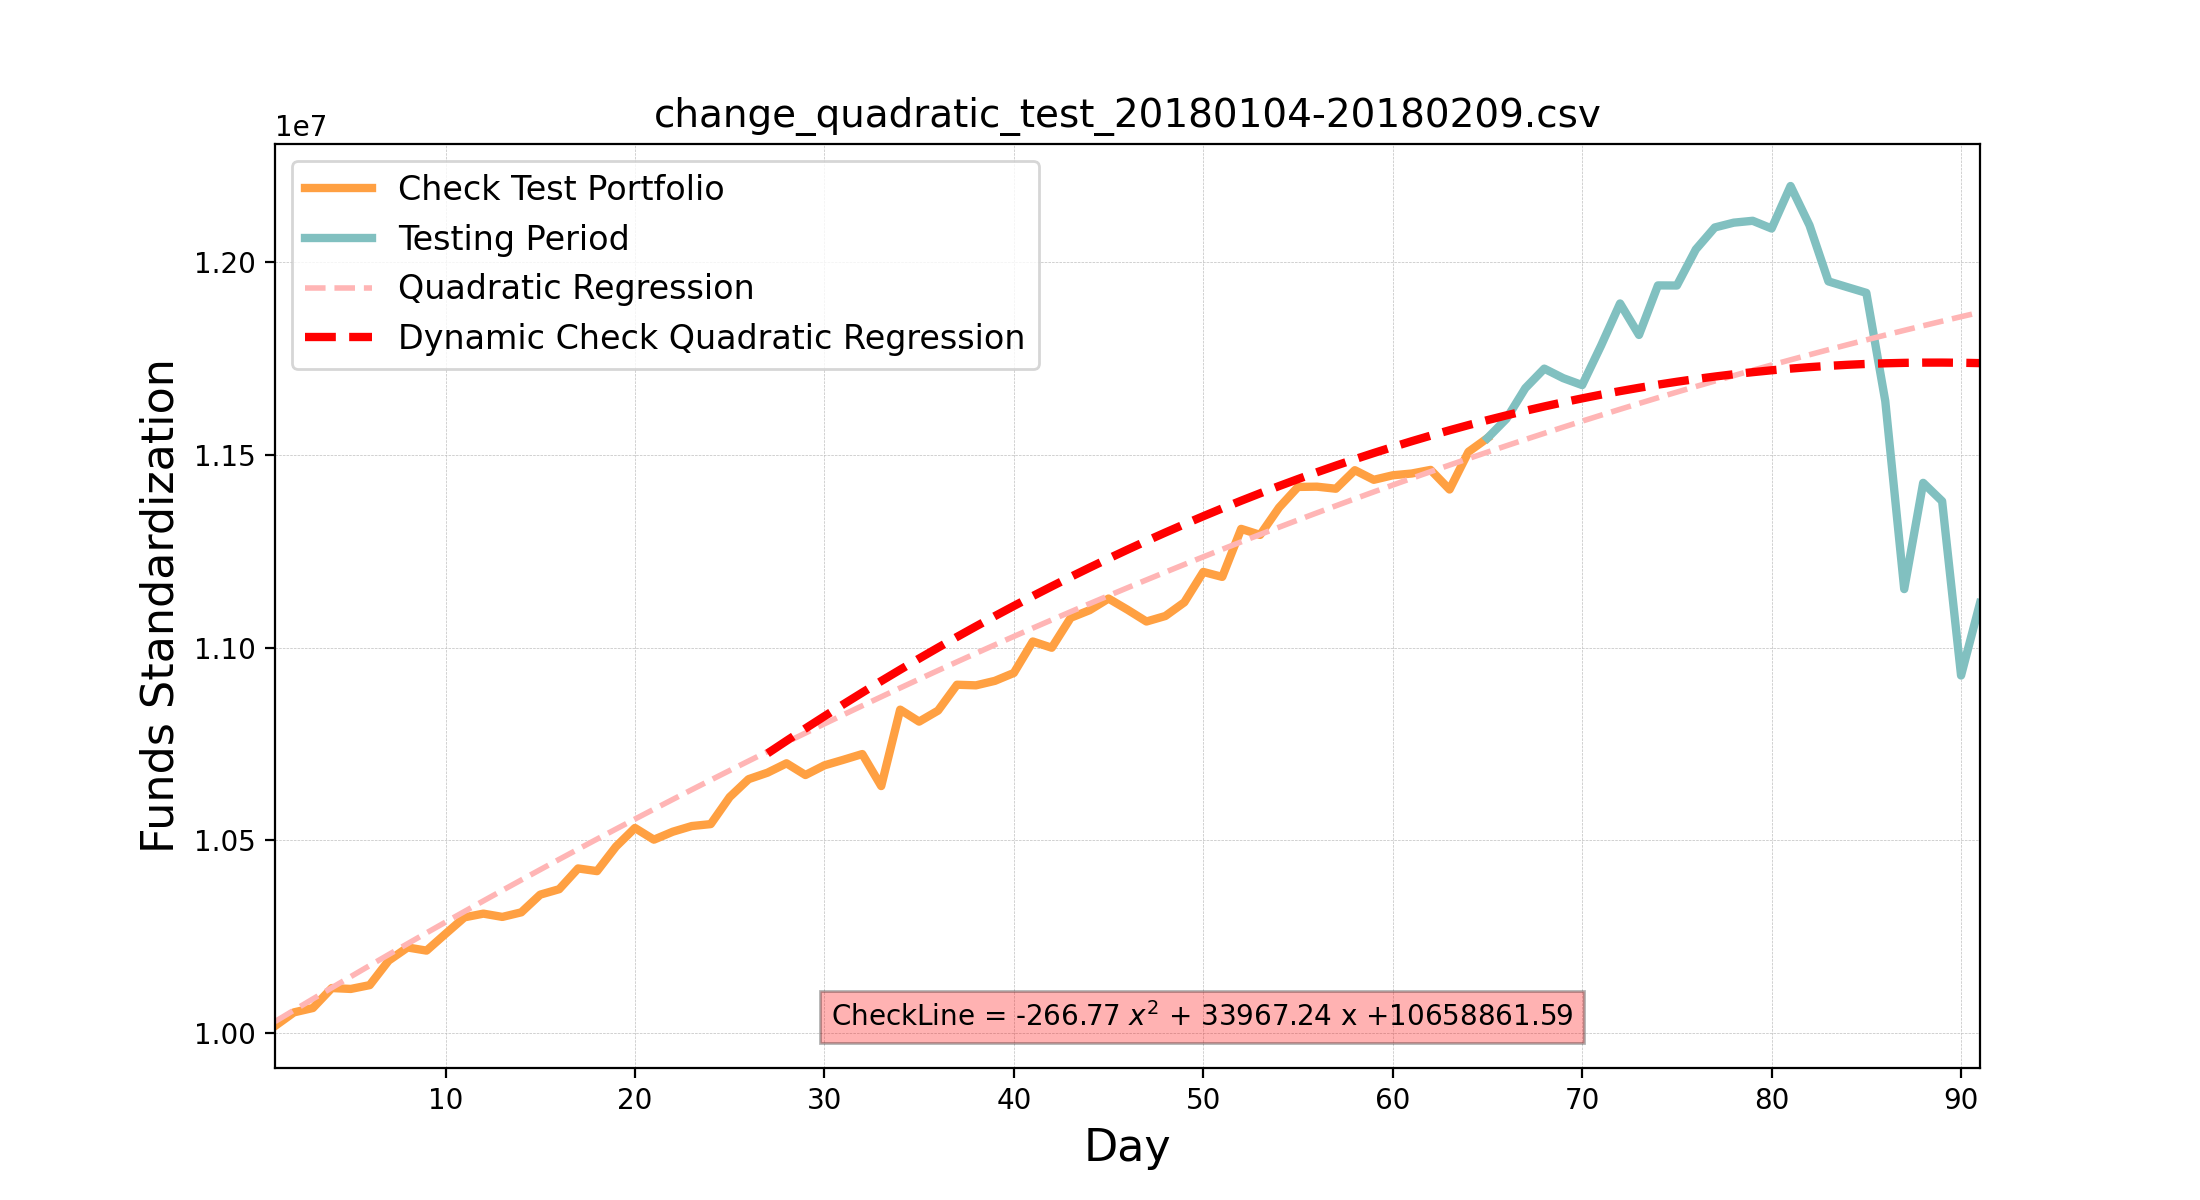 change_quadratic_test_20180104-20180209.csv
1e7
Check Test Portfolio
Testing Period
Quadratic Regression
Dynamic Check Quadratic Regression
1.20
1.15
1.10
1.05
1.00
Funds Standardization
CheckLine = -266.77 x² + 33967.24 x +10658861.59
10 20 30 40 50 60 70 80 90
Day